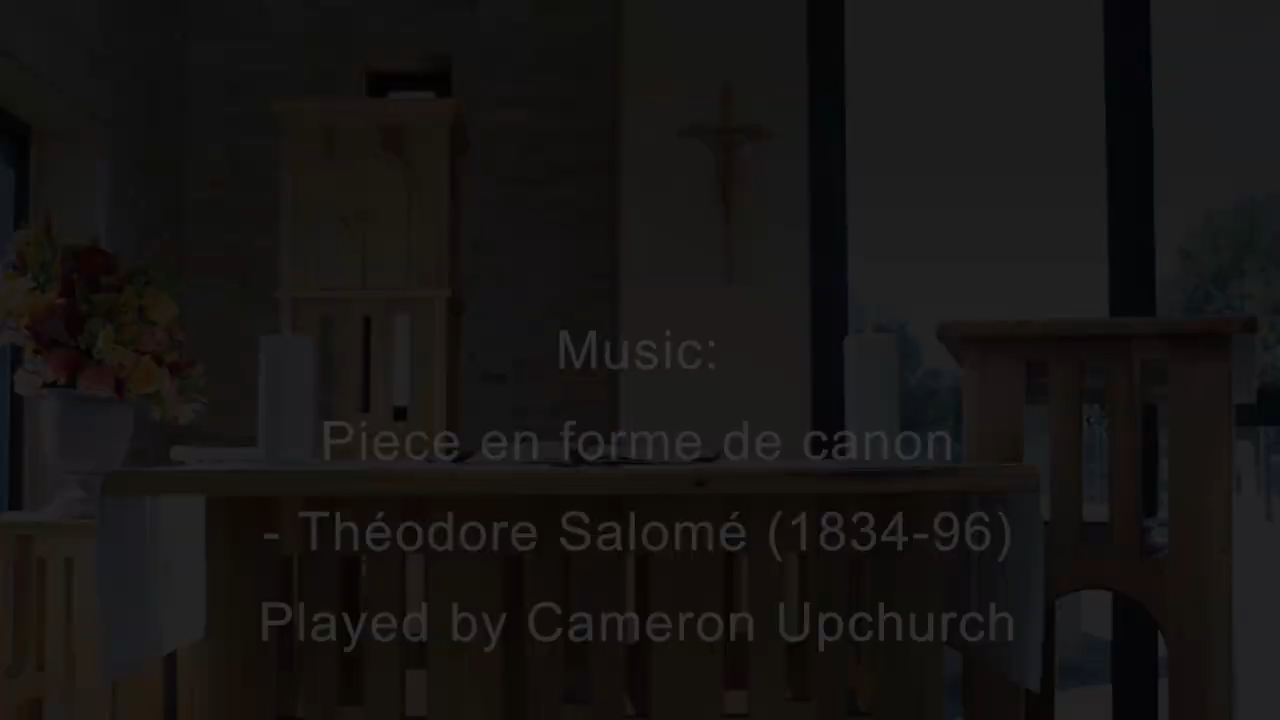 Music:
Piece en forme de canon
- Théodore Salomé (1834-96)
Played by Cameron Upchurch